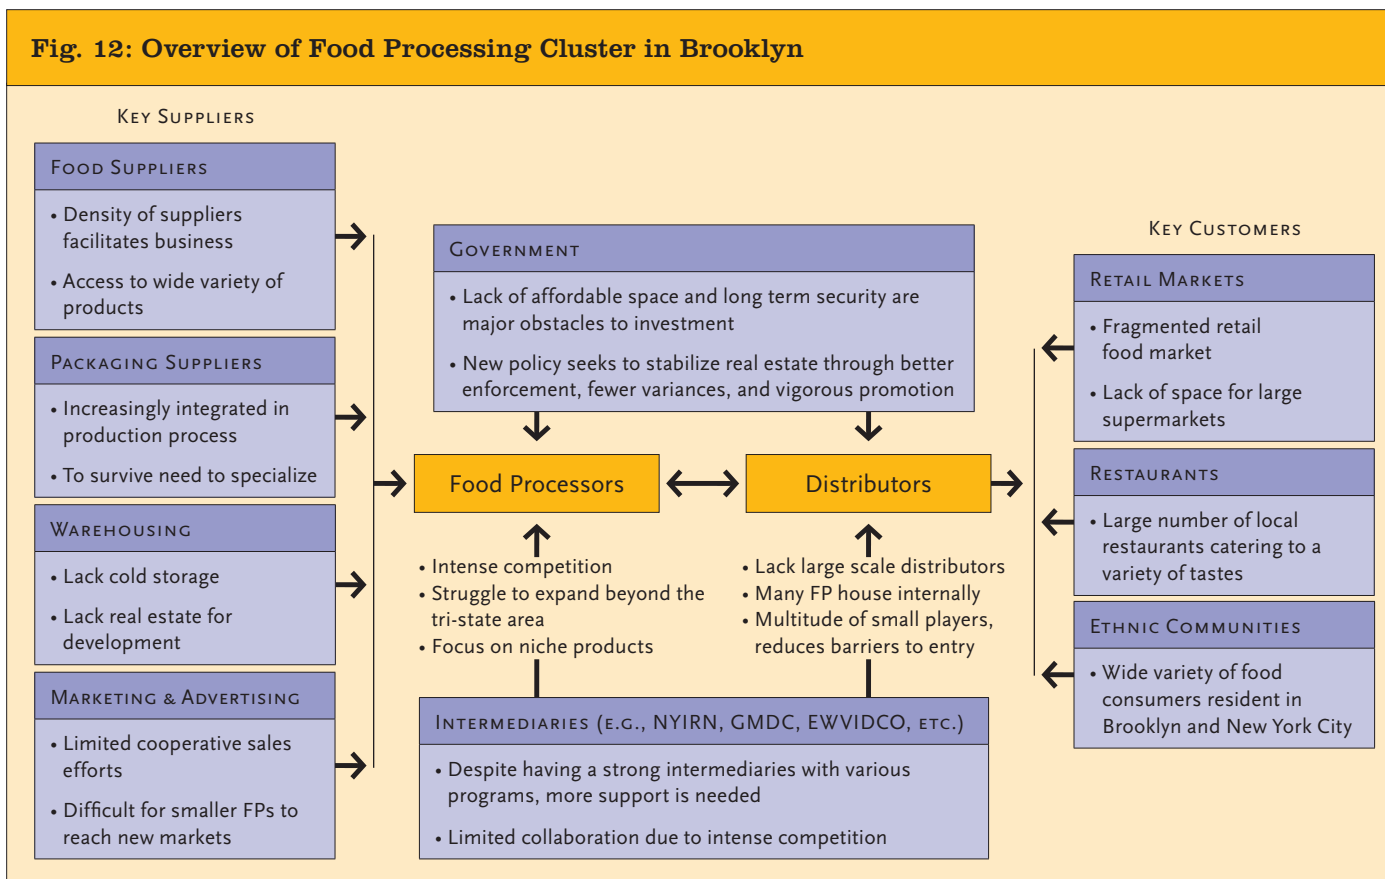 Fig. 12: Overview of Food Processing Cluster in Brooklyn
Key Suppliers
Food Suppliers
• Density of suppliers
facilitates business
• Access to wide variety of
products
Packaging Suppliers
• Increasingly integrated in
production process
• To survive need to specialize
Warehousing
• Lack cold storage
• Lack real estate for
development
Marketing & Advertising
• Limited cooperative sales
efforts
• Difficult for smaller FPs to
reach new markets
Government
• Lack of affordable space and long term security are
major obstacles to investment
• New policy seeks to stabilize real estate through better
enforcement, fewer variances, and vigorous promotion
Food Processors
• Intense competition
• Struggle to expand beyond the
tri-state area
• Focus on niche products
Distributors
• Lack large scale distributors
• Many FP house internally
• Multitude of small players,
reduces barriers to entry
Intermediaries (e.g., NYIRN, GMDC, EWVIDCO, etc.)
• Despite having a strong intermediaries with various
programs, more support is needed
• Limited collaboration due to intense competition
Key Customers
Retail Markets
• Fragmented retail
food market
• Lack of space for large
supermarkets
Restaurants
• Large number of local
restaurants catering to a
variety of tastes
Ethnic Communities
• Wide variety of food
consumers resident in
Brooklyn and New York City